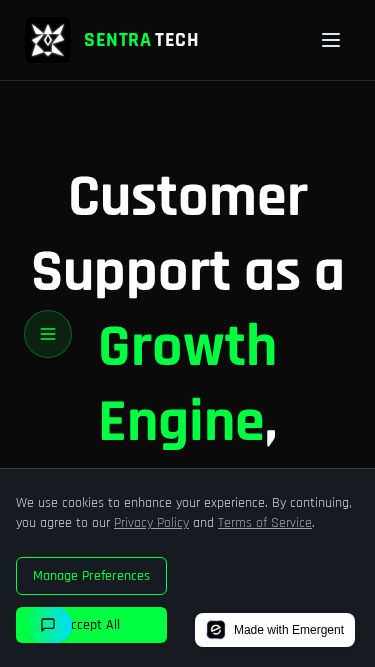 SENTRA TECH
Customer
Support as a
Growth
Engine,
We use cookies to enhance your experience. By continuing,
you agree to our Privacy Policy and Terms of Service.
Manage Preferences
ccept All
Made with Emergent